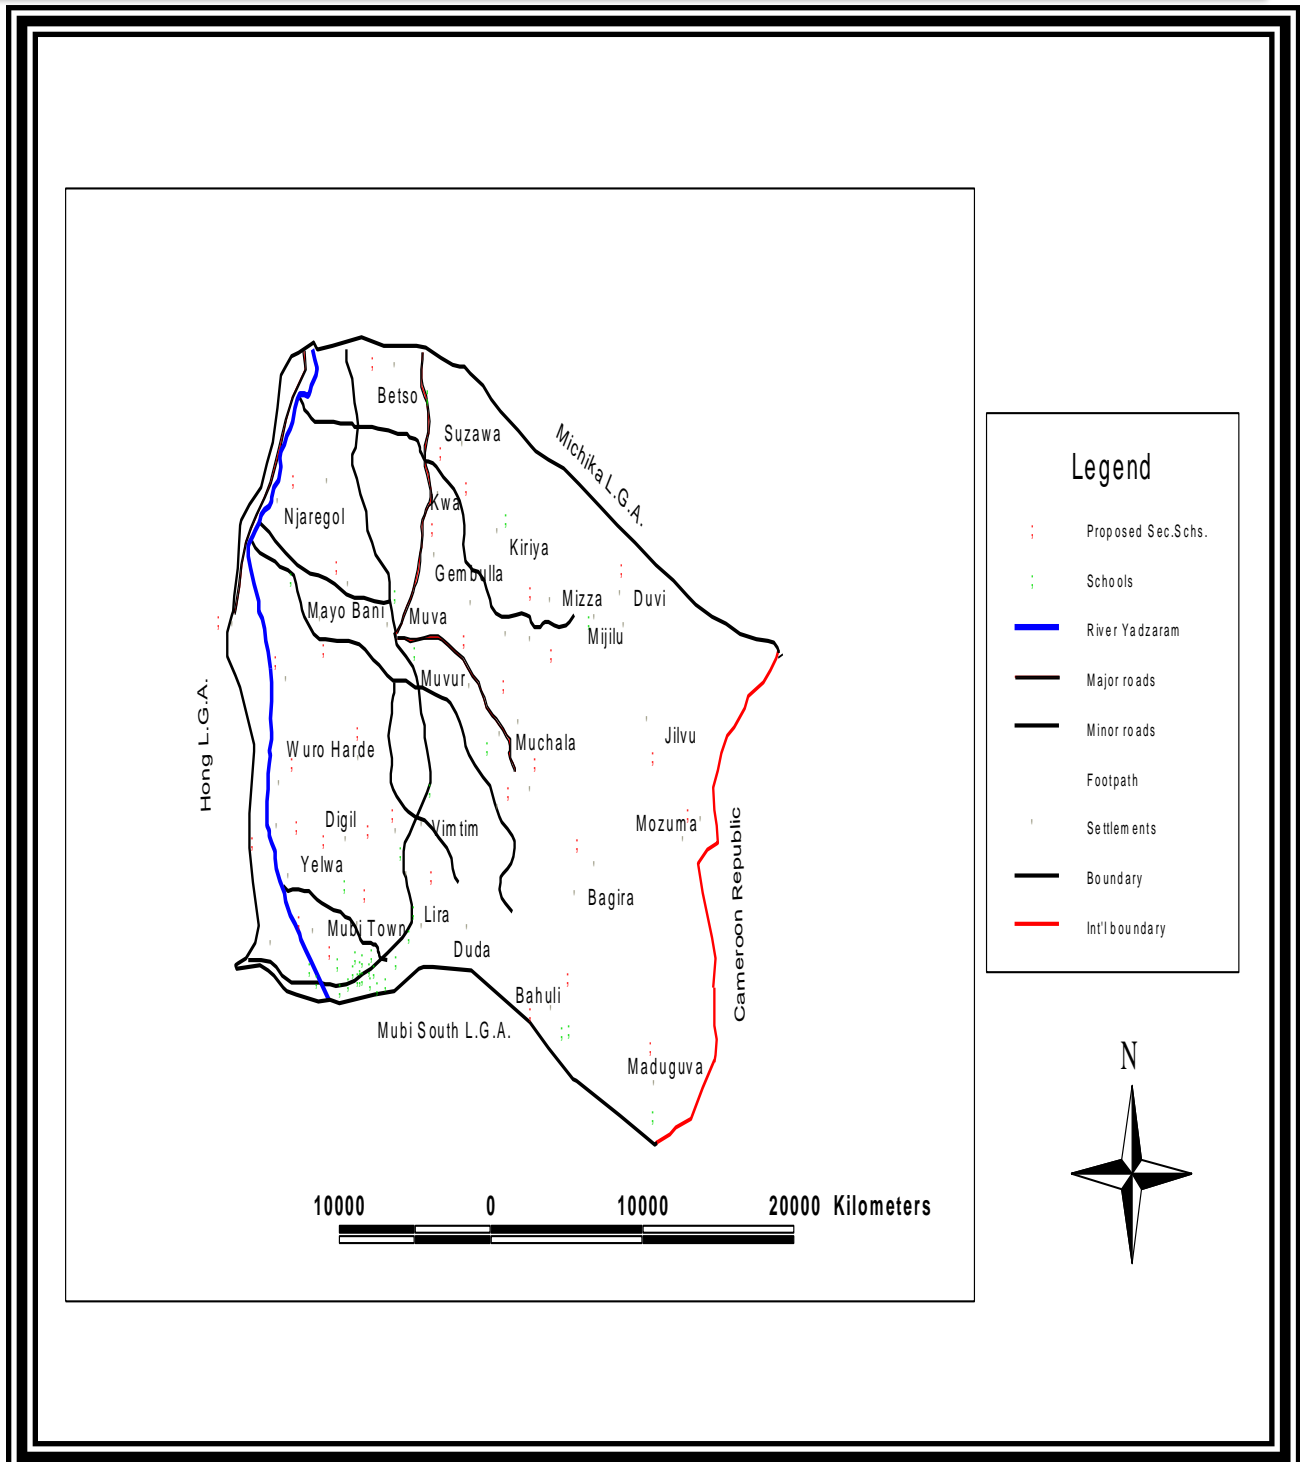 Betso
Suzawa
Michika L.G.A.
Kwa
Njaregol
Kiriya
Gembulla
Mizza
Duvi
Mayo Bani
Muva
Mijilu
Muvur
Hong L.G.A.
Wuro Harde
Muchala
Jilvu
Digil
Vimtim
Mozuma
Cameroon Republic
Yelwa
Bagira
Lira
Mubi Town
Duda
Bahuli
Mubi South L.G.A.
Maduguva
10000 0 10000 20000 Kilometers
Legend
Proposed Sec.Schs.
Schools
River Yadzaram
Major roads
Minor roads
Footpath
Settlements
Boundary
Int'l boundary
N